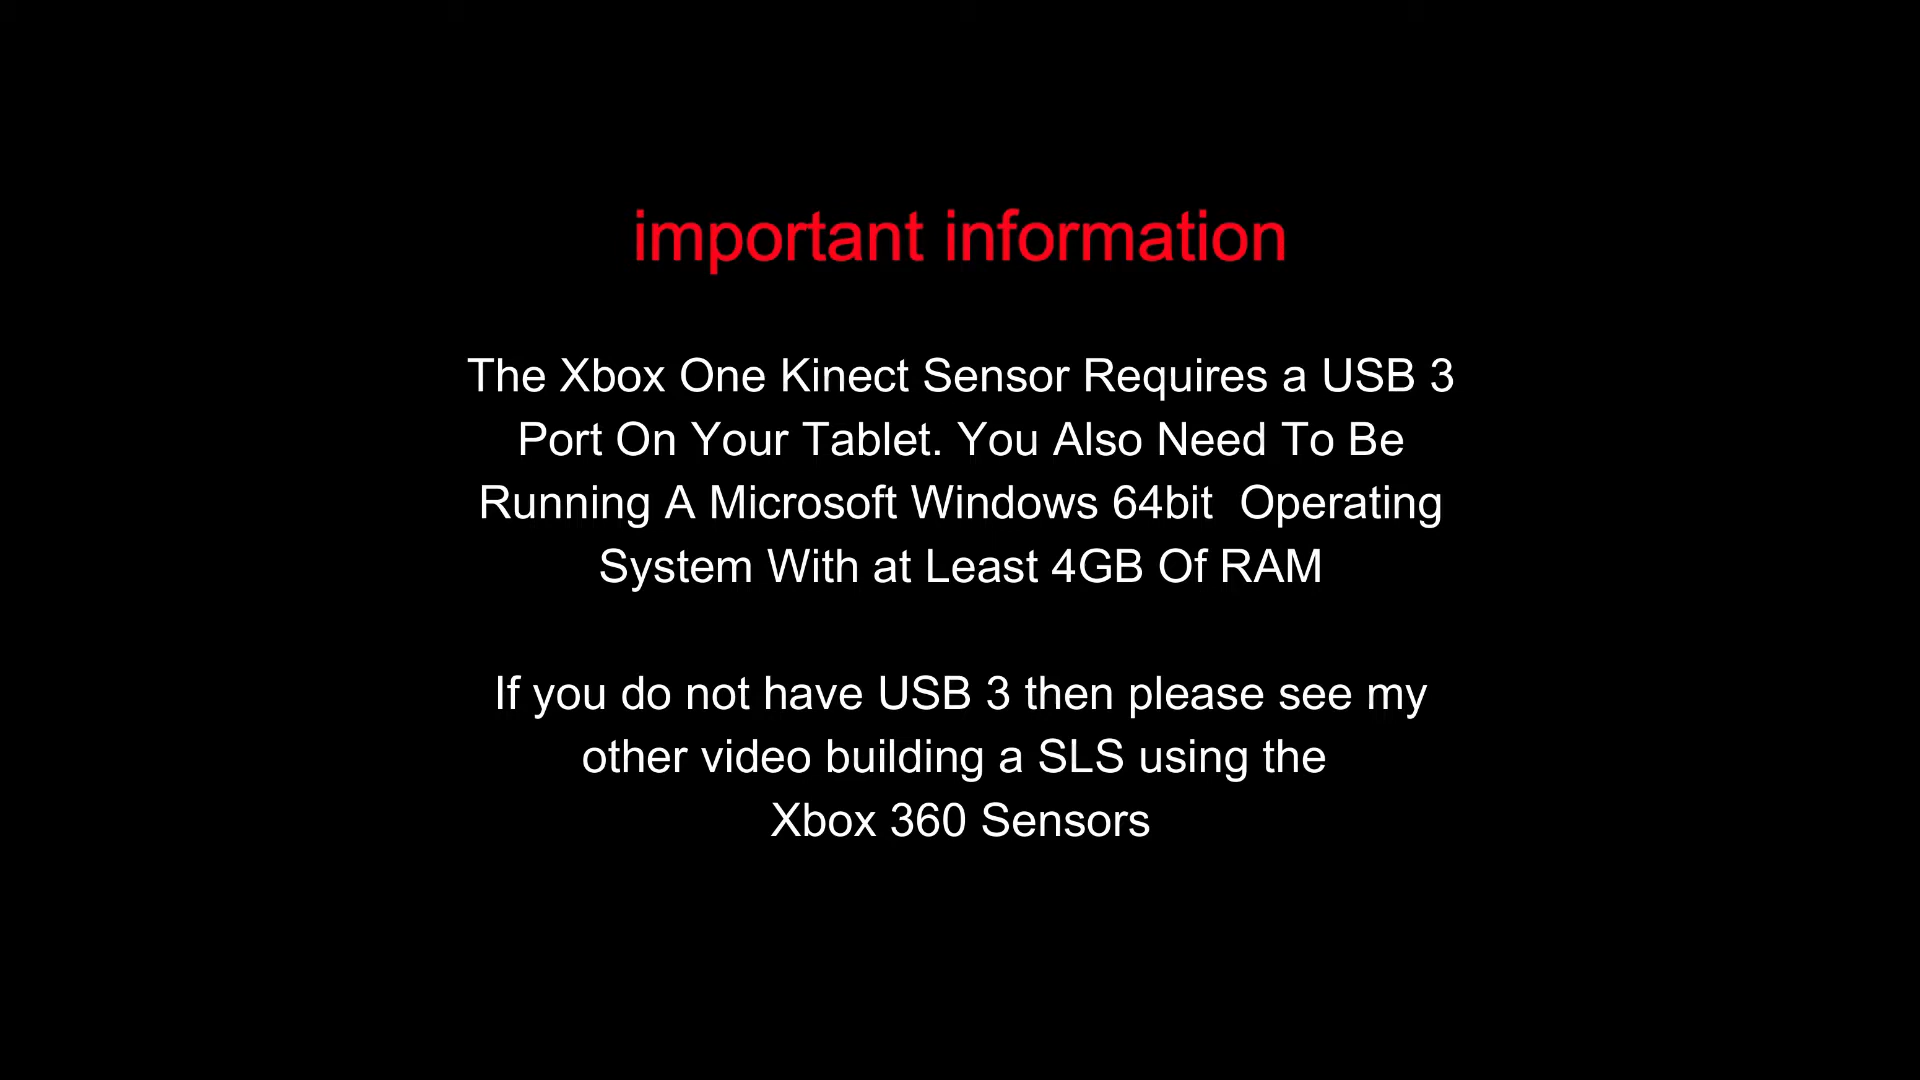 important information
The Xbox One Kinect Sensor Requires a USB 3
Port On Your Tablet. You Also Need To Be
Running A Microsoft Windows 64bit  Operating
System With at Least 4GB Of RAM
If you do not have USB 3 then please see my
other video building a SLS using the
Xbox 360 Sensors